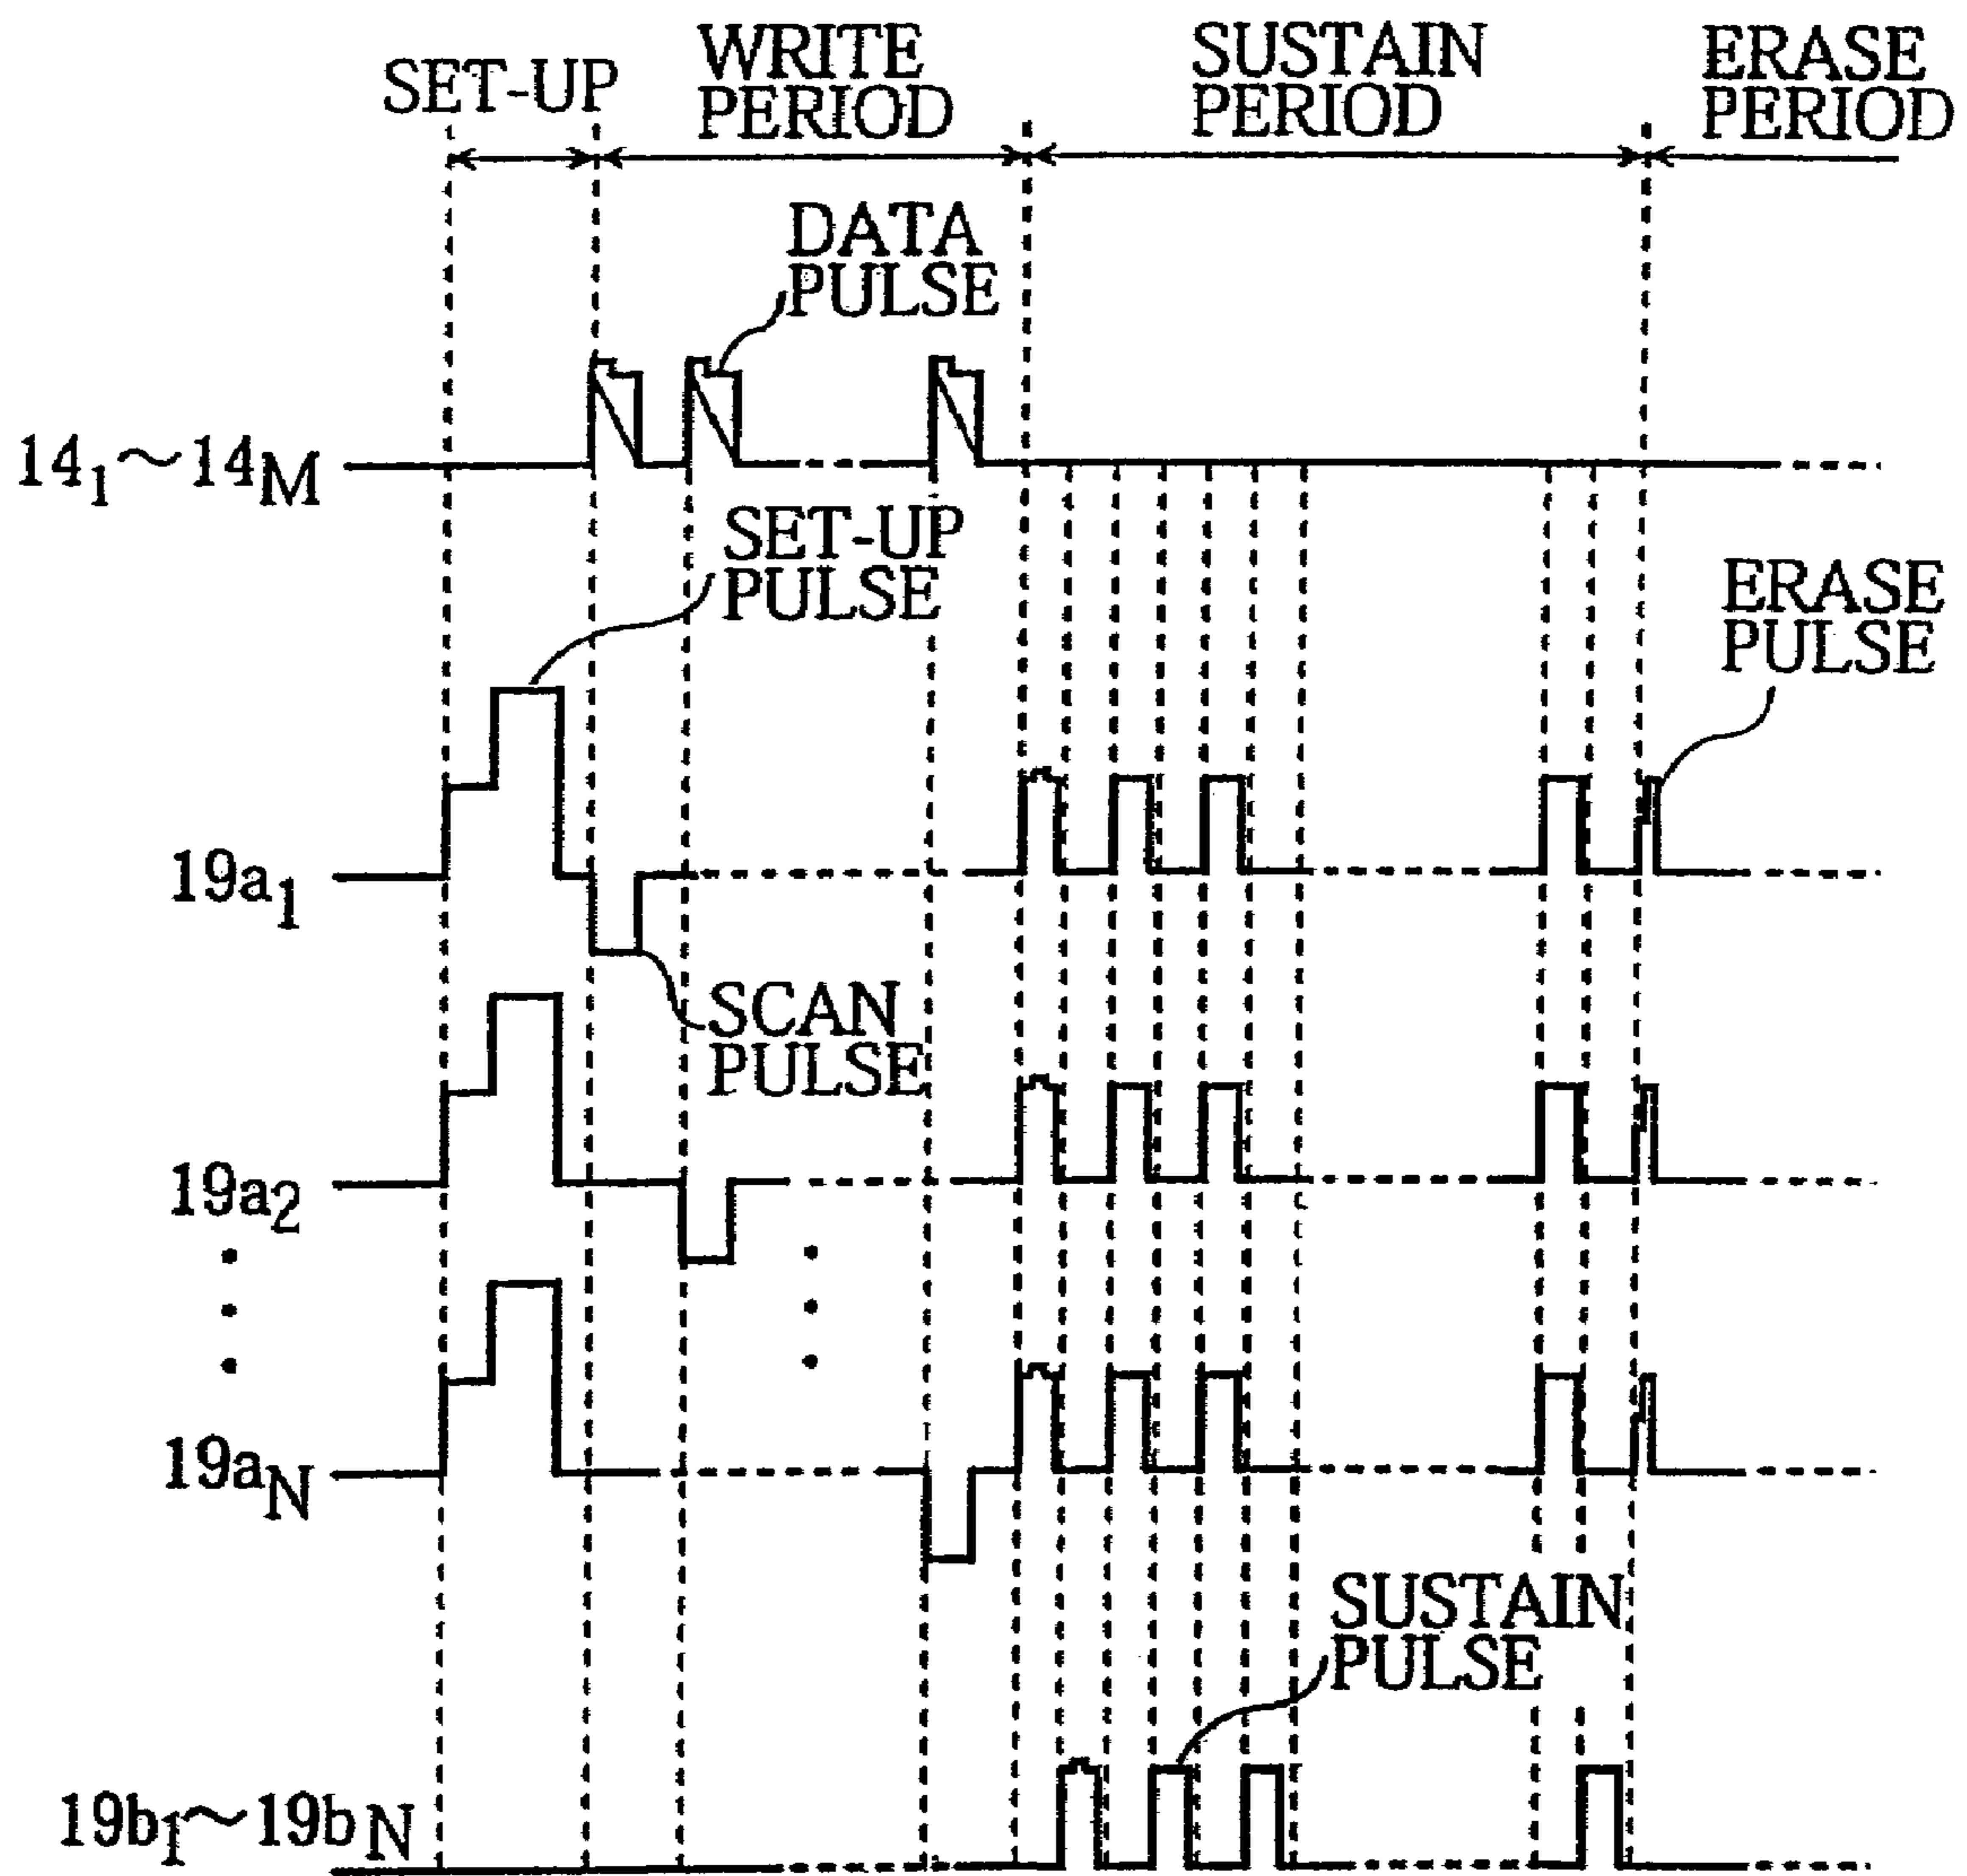 SET-UP
WRITE
PERIOD
SUSTAIN
PERIOD
ERASE
PERIOD
DATA
PULSE
14₁~14M
SET-UP
PULSE
ERASE
PULSE
19a₁
SCAN
PULSE
19a₂
19aN
SUSTAIN
PULSE
19b₁~19bN